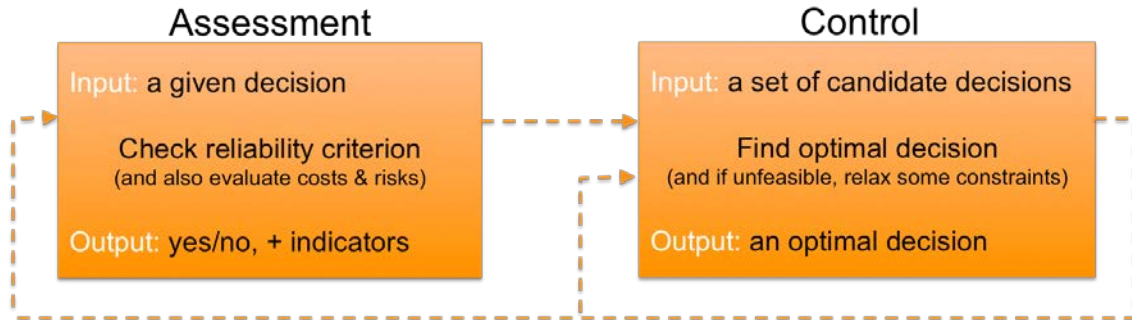 Assessment
Input: a given decision
Check reliability criterion
(and also evaluate costs & risks)
Output: yes/no, + indicators
Control
Input: a set of candidate decisions
Find optimal decision
(and if unfeasible, relax some constraints)
Output: an optimal decision